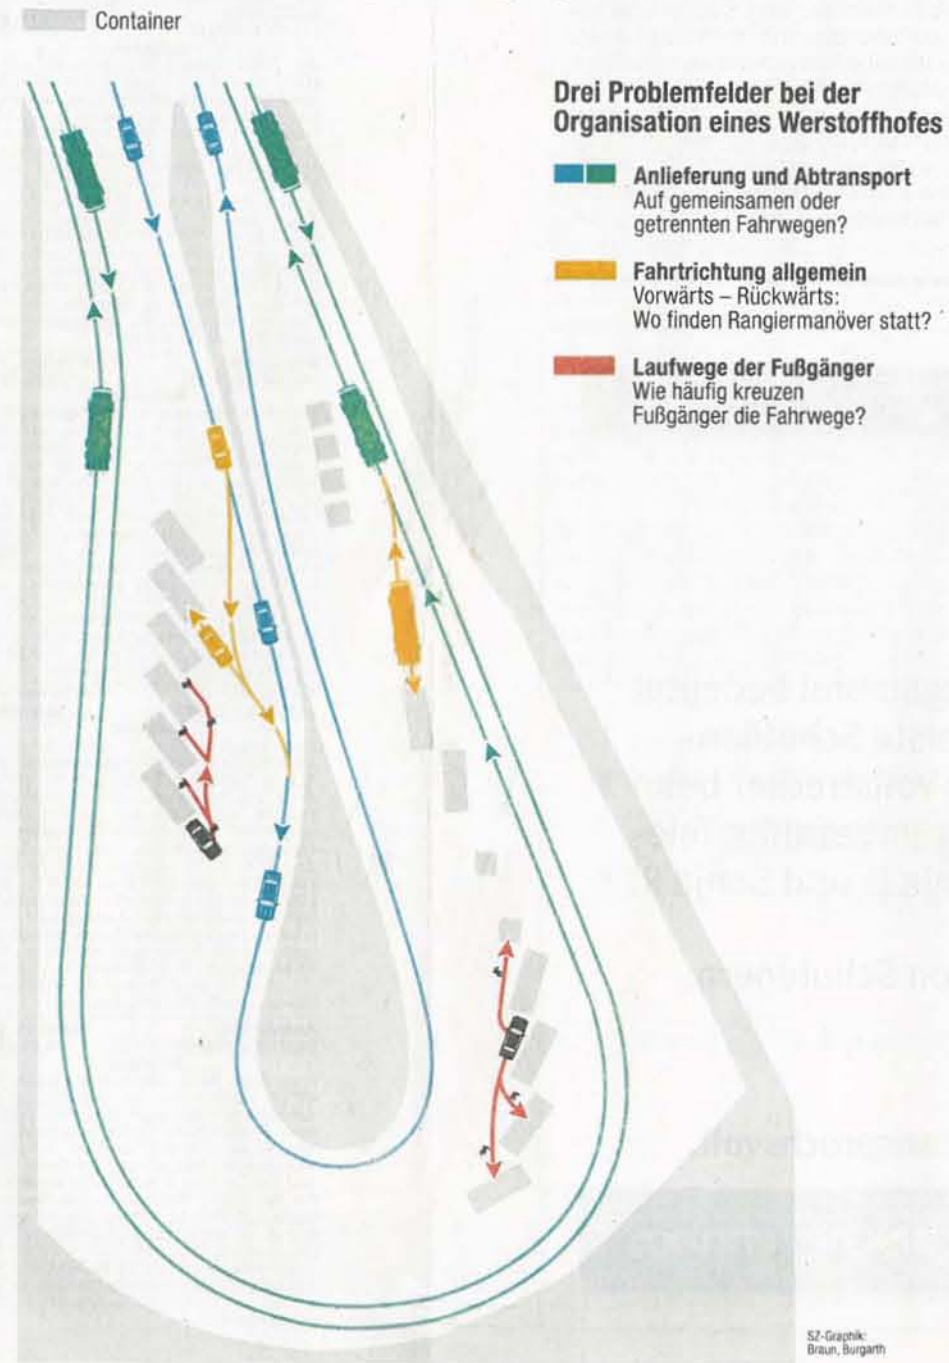 Container
Drei Problemfelder bei der
Organisation eines Werstoffhofes
Anlieferung und Abtransport
Auf gemeinsamen oder
getrennten Fahrwegen?
Fahrtrichtung allgemein
Vorwärts – Rückwärts:
Wo finden Rangiermanöver statt?
Laufwege der Fußgänger
Wie häufig kreuzen
Fußgänger die Fahrwege?
SZ-Graphik:
Braun, Burgarth